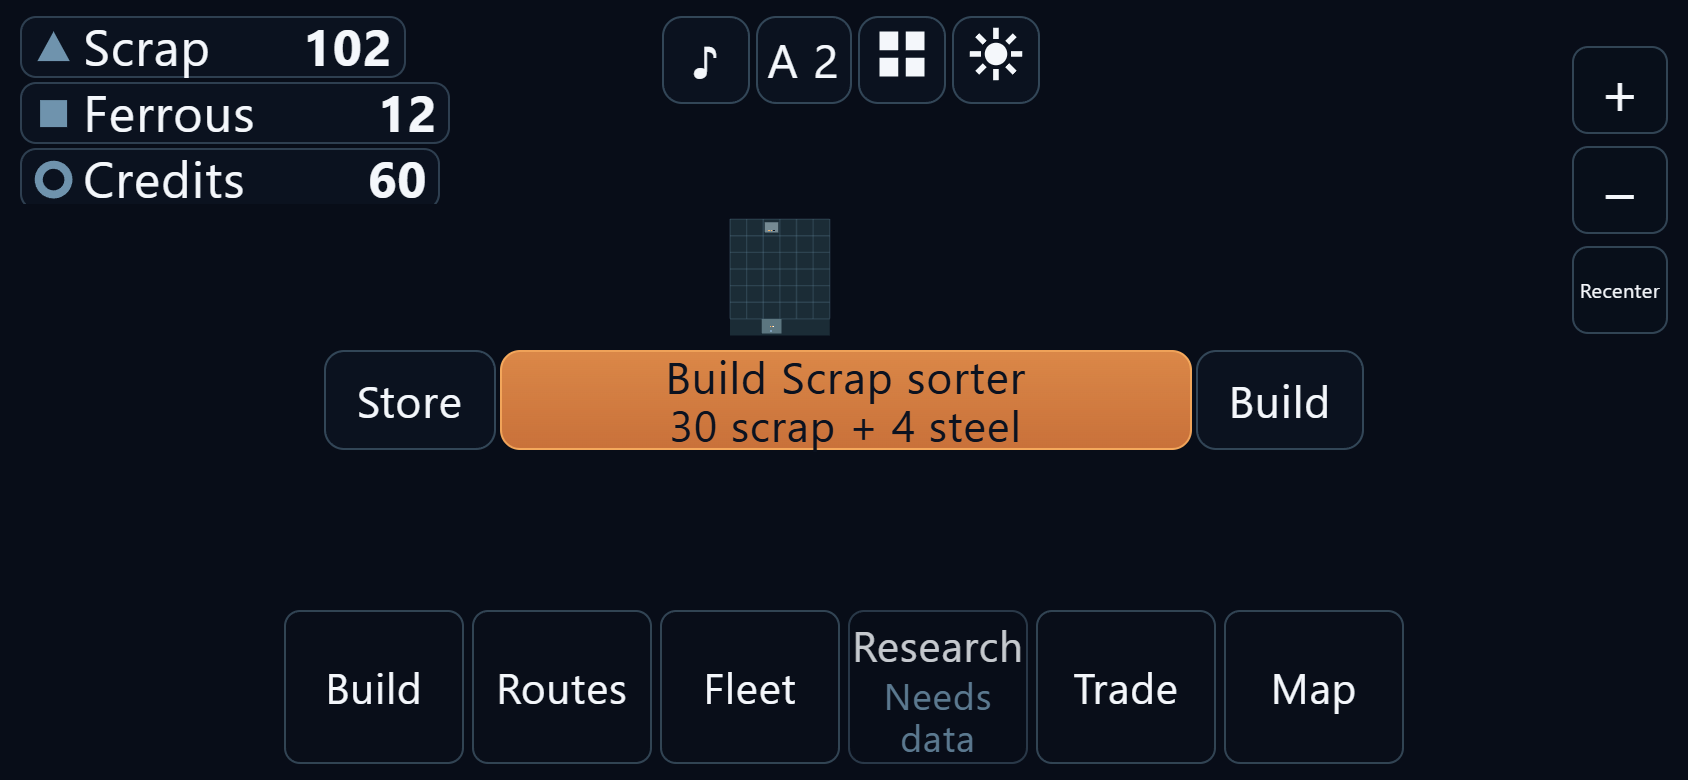 Scrap 102
Ferrous 12
Credits 60
A 2
+
−
Recenter
Store
Build Scrap sorter
30 scrap + 4 steel
Build
Build
Routes
Fleet
Research
Needs
data
Trade
Map